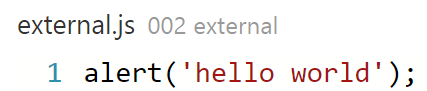 external.js 002 external
1 alert('hello world');